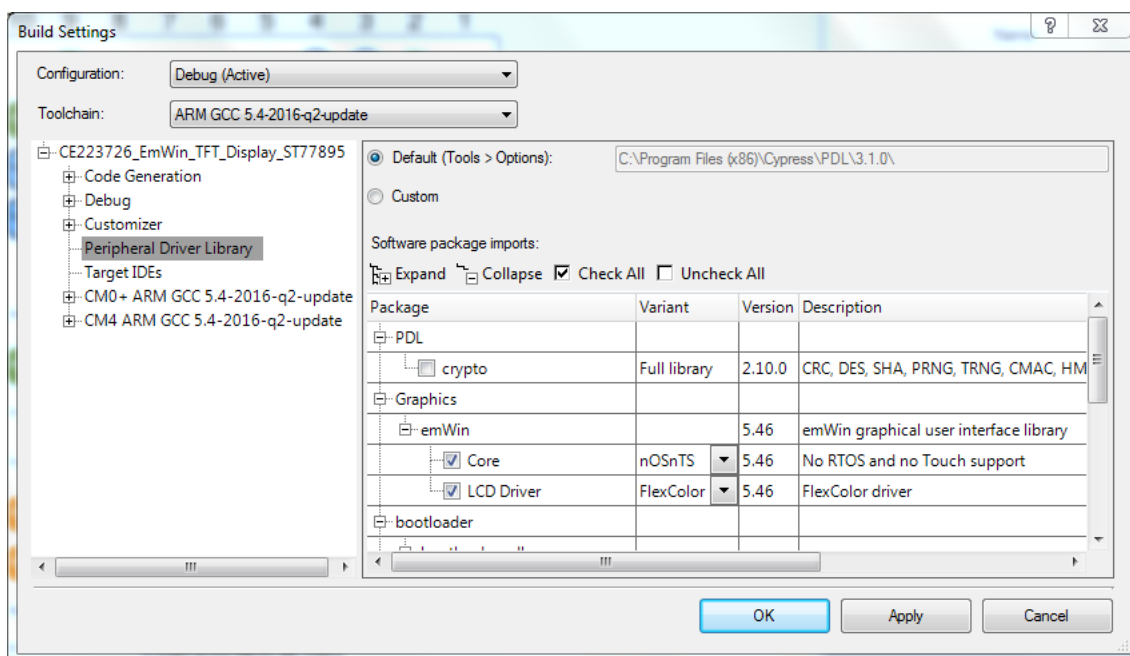 Build Settings
Configuration: Debug (Active)
Toolchain: ARM GCC 5.4-2016-q2-update
CE223726_EmWin_TFT_Display_ST77895
Code Generation
Debug
Customizer
Peripheral Driver Library
Target IDEs
CM0+ ARM GCC 5.4-2016-q2-update
CM4 ARM GCC 5.4-2016-q2-update
Default (Tools > Options): C:\Program Files (x86)\Cypress\PDL\3.1.0\
Custom
Software package imports:
Expand Collapse Check All Uncheck All
Package Variant Version Description
PDL
crypto Full library 2.10.0 CRC, DES, SHA, PRNG, TRNG, CMAC, HM
Graphics
emWin 5.46 emWin graphical user interface library
Core nOSnTS 5.46 No RTOS and no Touch support
LCD Driver FlexColor 5.46 FlexColor driver
bootloader
OK Apply Cancel